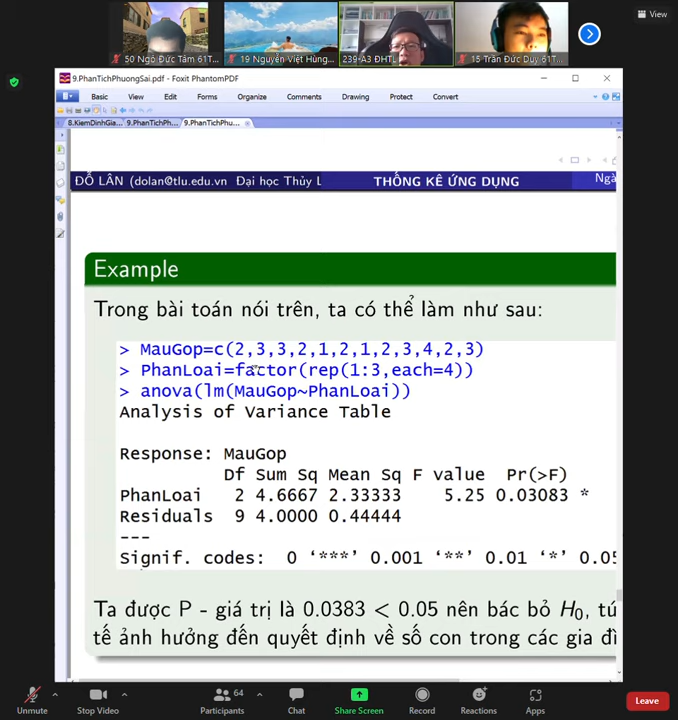 View
50 Ngô Đức Tâm 61T...
19 Nguyễn Việt Hùng...
239-A3 ĐHTL
15 Trần Đức Duy 61T...
9.PhanTichPhuongSai.pdf - Foxit PhantomPDF
Basic View Edit Forms Organize Comments Drawing Protect Convert
8.KiemDinhGia... 9.PhanTichPh... 9.PhanTichPhu...
ĐỖ LÂN (dolan@tlu.edu.vn Đại học Thủy L THỐNG KÊ ỨNG DỤNG Ngà
Example
Trong bài toán nói trên, ta có thể làm như sau:
> MauGop=c(2,3,3,2,1,2,1,2,3,4,2,3)
> PhanLoai=factor(rep(1:3,each=4))
> anova(lm(MauGop~PhanLoai))
Analysis of Variance Table
Response: MauGop
Df Sum Sq Mean Sq F value Pr(>F)
PhanLoai 2 4.6667 2.33333 5.25 0.03083 *
Residuals 9 4.0000 0.44444
---
Signif. codes: 0 ‘***’ 0.001 ‘**’ 0.01 ‘*’ 0.05
Ta được P - giá trị là 0.0383 < 0.05 nên bác bỏ H₀, tú
tế ảnh hưởng đến quyết định về số con trong các gia đì
Unmute Stop Video Participants 64 Chat Share Screen Record Reactions Apps Leave